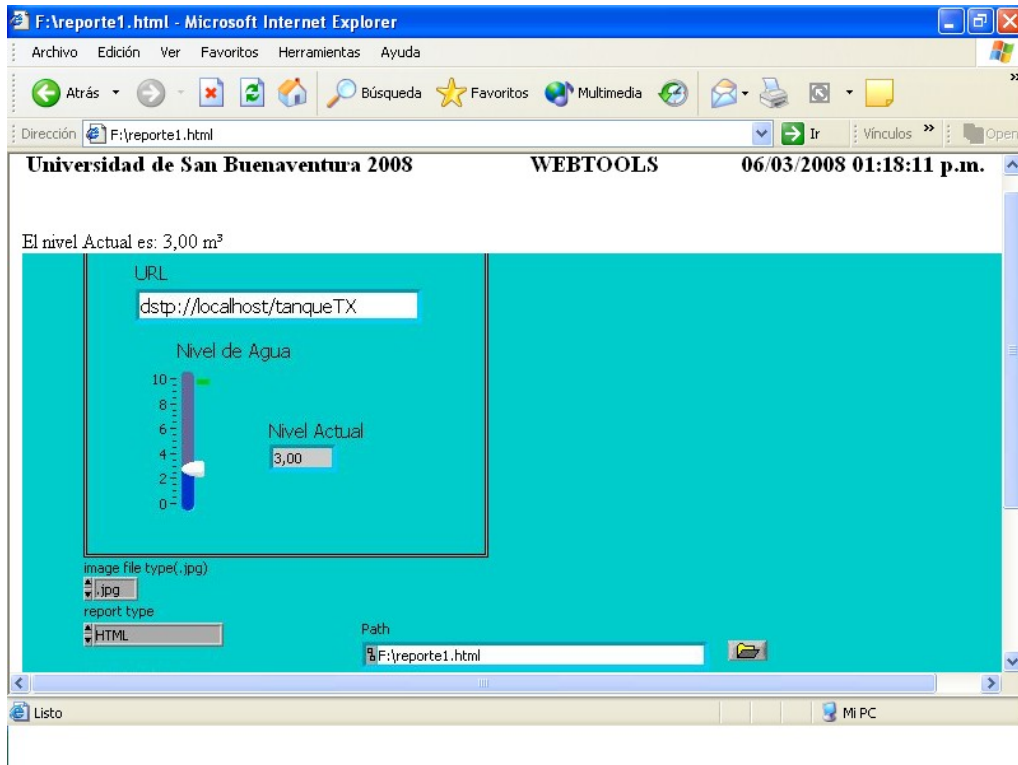 F:\reporte1.html - Microsoft Internet Explorer
Archivo Edición Ver Favoritos Herramientas Ayuda
Atrás Búsqueda Favoritos Multimedia
Dirección F:\reporte1.html Ir Vínculos Open
Universidad de San Buenaventura 2008 WEBTOOLS 06/03/2008 01:18:11 p.m.
El nivel Actual es: 3,00 m³
URL
dstp://localhost/tanqueTX
Nivel de Agua
10
8
6
Nivel Actual
4
3,00
2
0
image file type(.jpg)
.jpg
report type
HTML
Path
F:\reporte1.html
Listo Mi PC